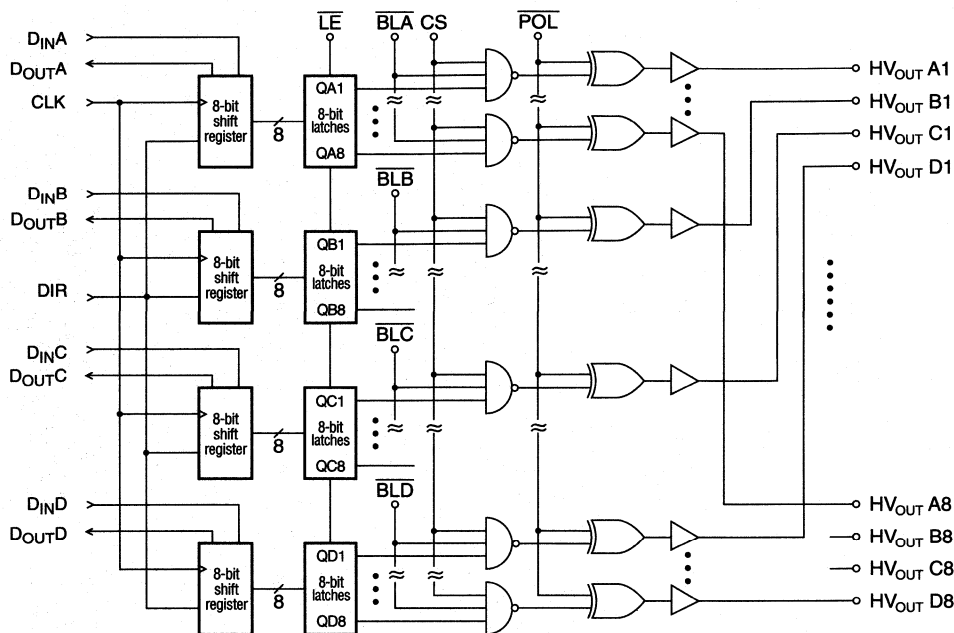 LE BLA CS POL
DINA
DOUTA
CLK
8-bit shift register
8
QA1
8-bit latches
QA8
HVOUT A1
HVOUT B1
HVOUT C1
HVOUT D1
BLB
DINB
DOUTB
DIR
8-bit shift register
8
QB1
8-bit latches
QB8
BLC
DINC
DOUTC
8-bit shift register
8
QC1
8-bit latches
QC8
BLD
DIND
DOUTD
8-bit shift register
8
QD1
8-bit latches
QD8
HVOUT A8
HVOUT B8
HVOUT C8
HVOUT D8